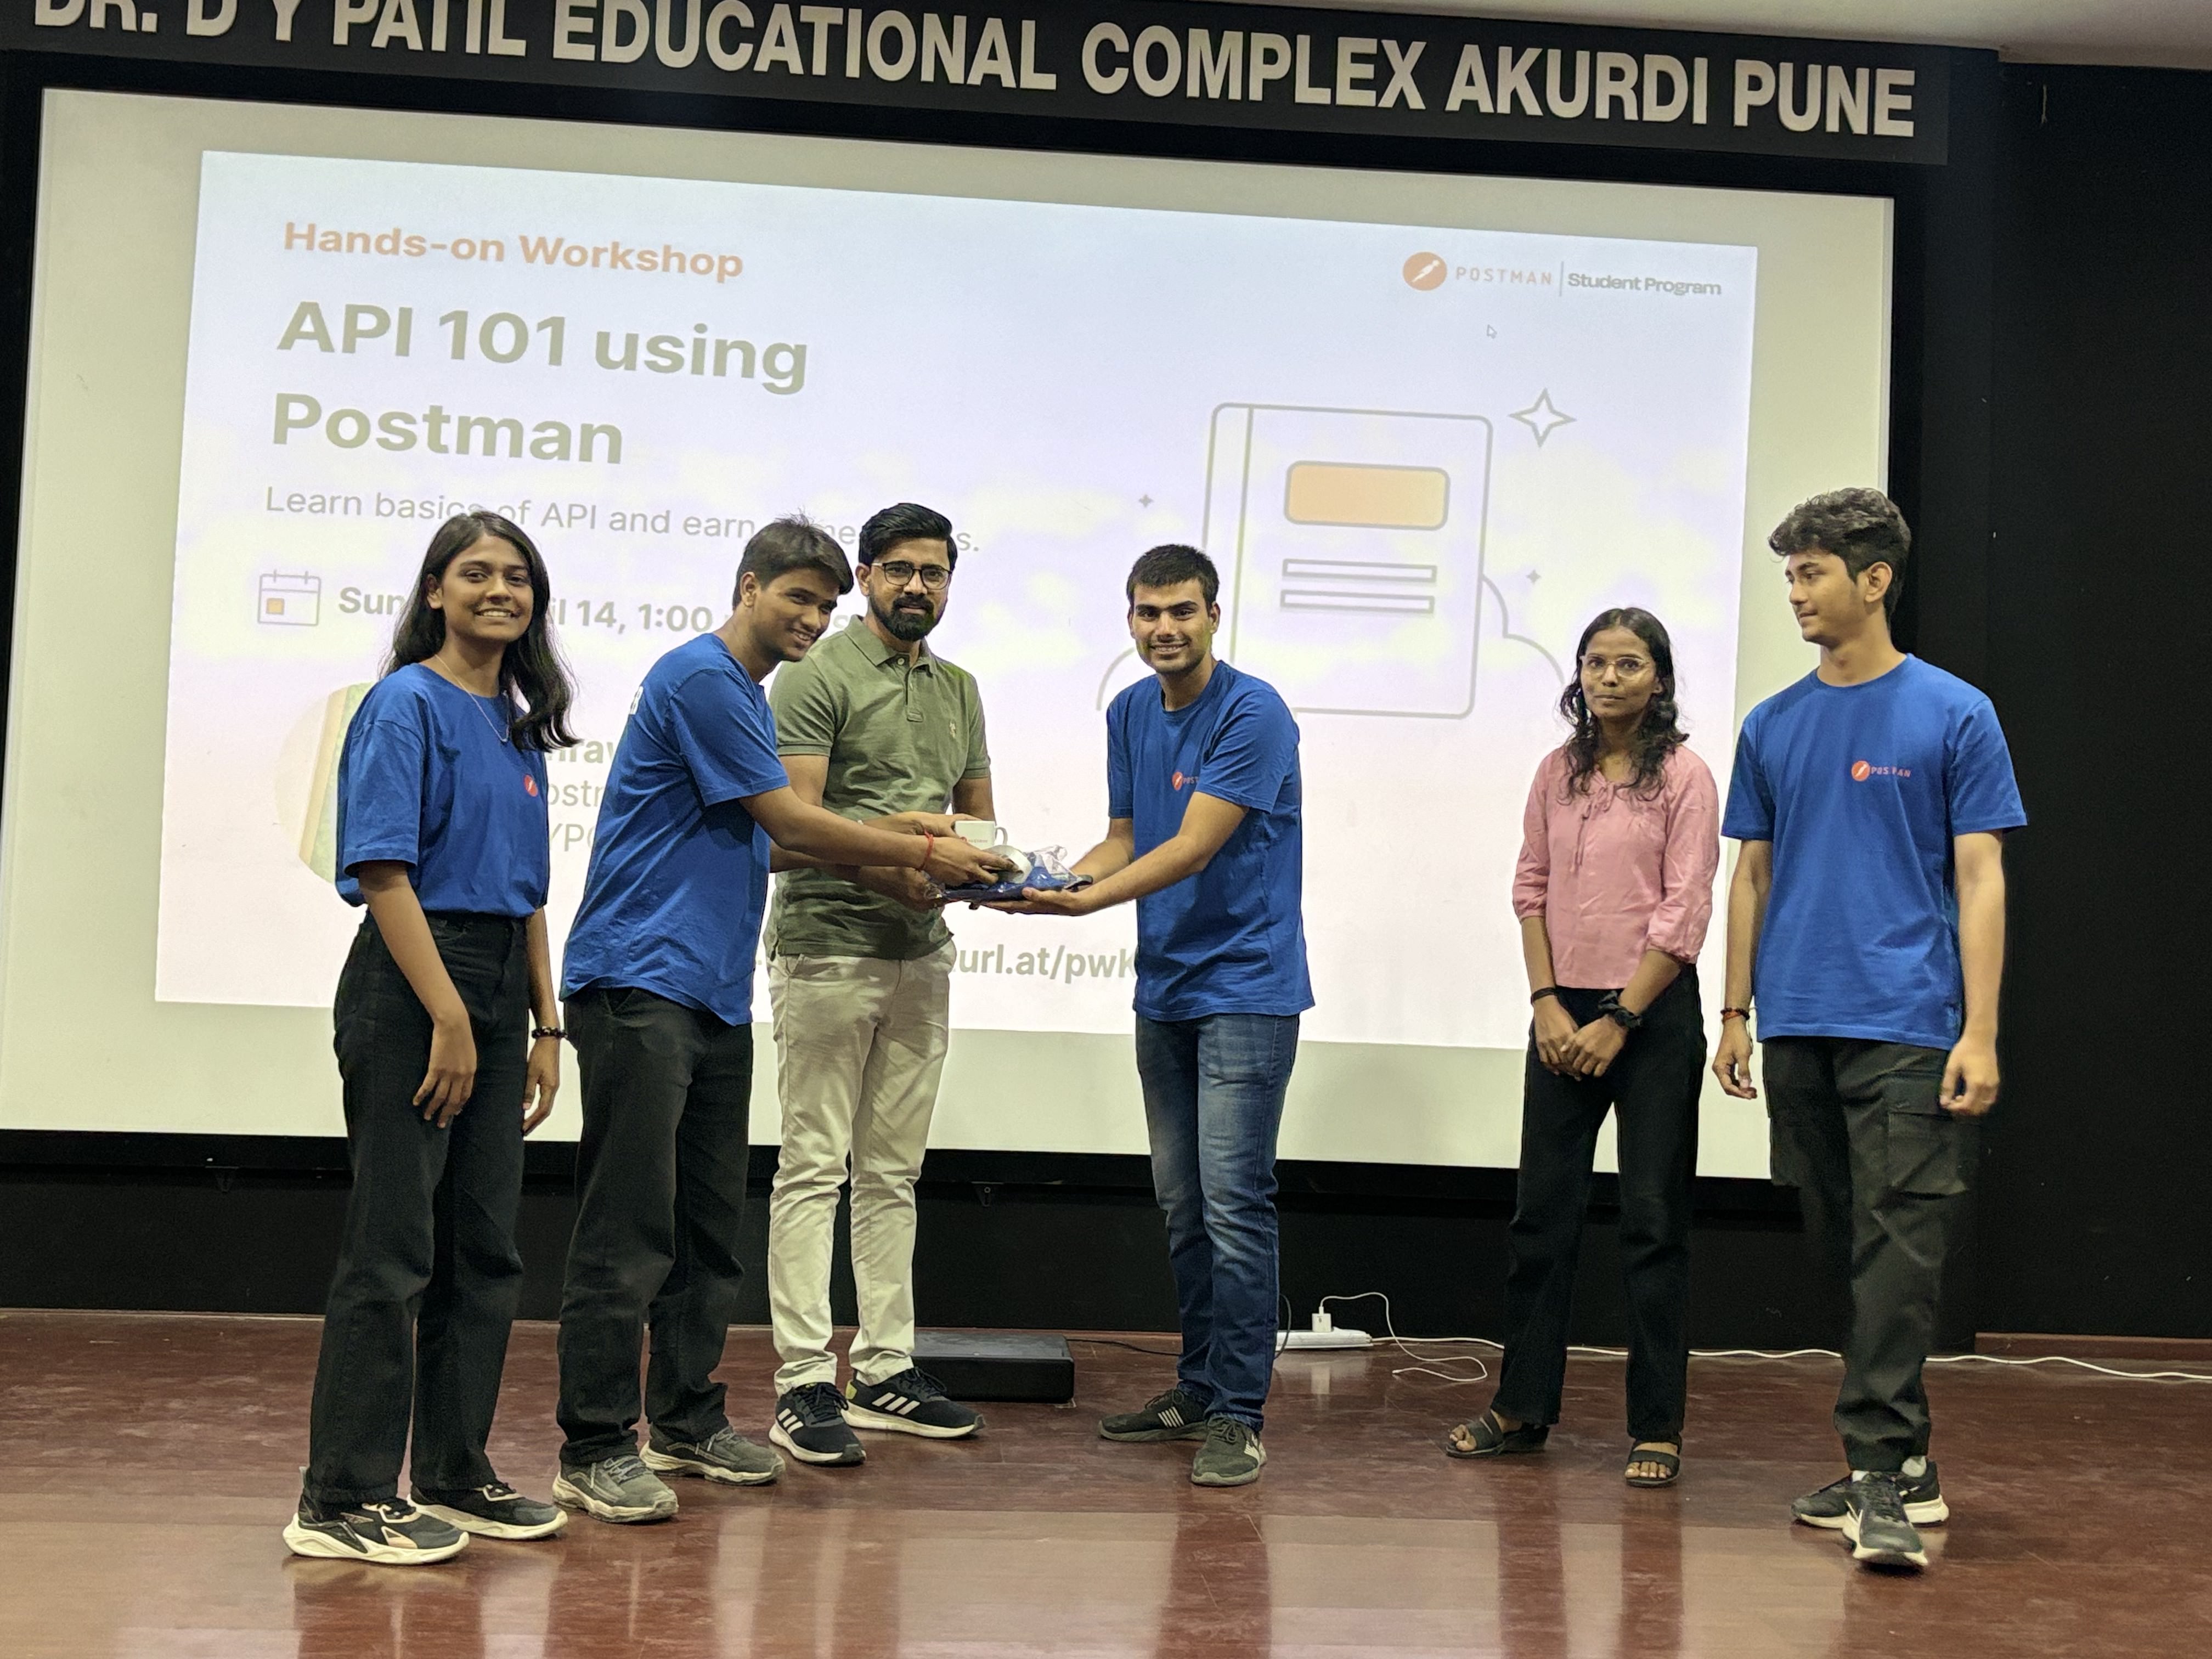 DR. D Y PATIL EDUCATIONAL COMPLEX AKURDI PUNE
Hands-on Workshop
POSTMAN Student Program
API 101 using
Postman
Learn basics of API and earn
14, 1:00
url.at/pwK
POSTMAN